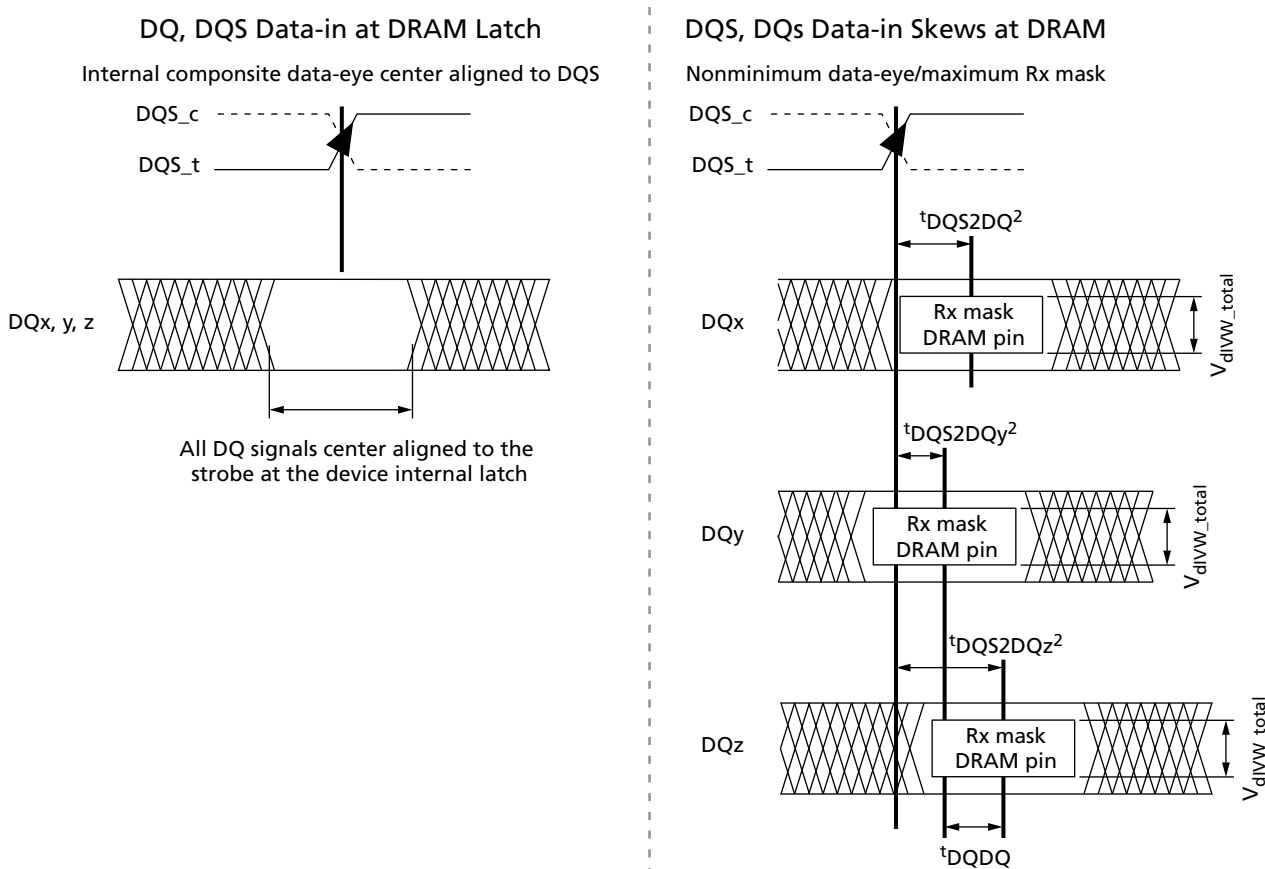 DQ, DQS Data-in at DRAM Latch
Internal componsite data-eye center aligned to DQS
DQS_c
DQS_t
DQx, y, z
All DQ signals center aligned to the
strobe at the device internal latch
DQS, DQs Data-in Skews at DRAM
Nonminimum data-eye/maximum Rx mask
DQS_c
DQS_t
tDQS2DQ2
DQx
Rx mask
DRAM pin
VdIVW_total
tDQS2DQy2
DQy
Rx mask
DRAM pin
VdIVW_total
tDQS2DQz2
DQz
Rx mask
DRAM pin
VdIVW_total
tDQDQ